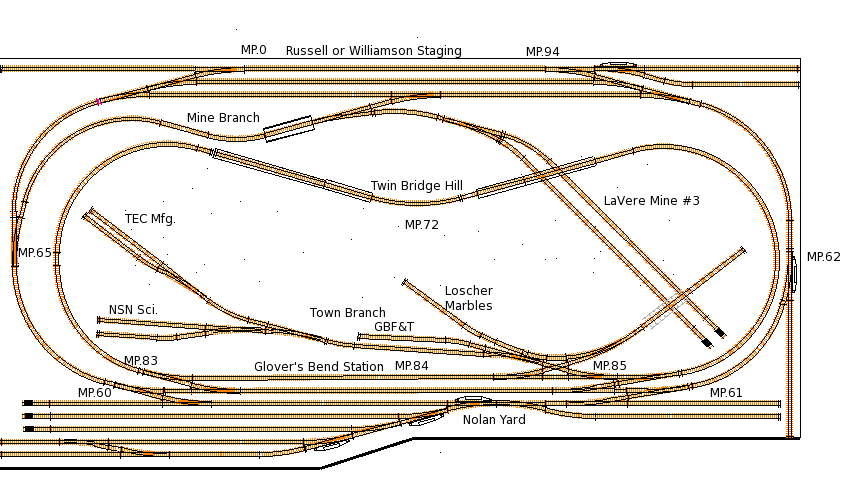 MP.0 Russell or Williamson Staging MP.94
Mine Branch
Twin Bridge Hill
LaVere Mine #3
TEC Mfg.
MP.72
MP.65
MP.62
Loscher
Marbles
NSN Sci.
Town Branch
GBF&T
MP.83
Glover's Bend Station MP.84
MP.85
MP.60
MP.61
Nolan Yard